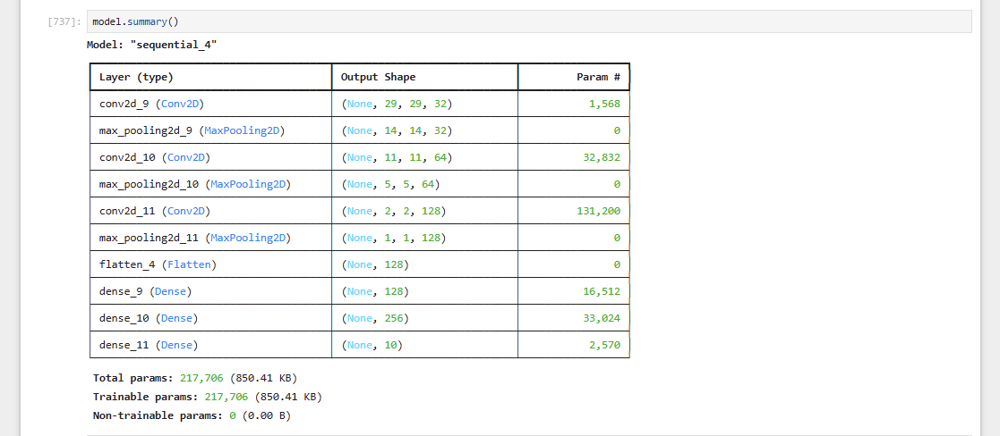 [737]: model.summary()
Model: "sequential_4"
Layer (type) Output Shape Param #
conv2d_9 (Conv2D) (None, 29, 29, 32) 1,568
max_pooling2d_9 (MaxPooling2D) (None, 14, 14, 32) 0
conv2d_10 (Conv2D) (None, 11, 11, 64) 32,832
max_pooling2d_10 (MaxPooling2D) (None, 5, 5, 64) 0
conv2d_11 (Conv2D) (None, 2, 2, 128) 131,200
max_pooling2d_11 (MaxPooling2D) (None, 1, 1, 128) 0
flatten_4 (Flatten) (None, 128) 0
dense_9 (Dense) (None, 128) 16,512
dense_10 (Dense) (None, 256) 33,024
dense_11 (Dense) (None, 10) 2,570
Total params: 217,706 (850.41 KB)
Trainable params: 217,706 (850.41 KB)
Non-trainable params: 0 (0.00 B)